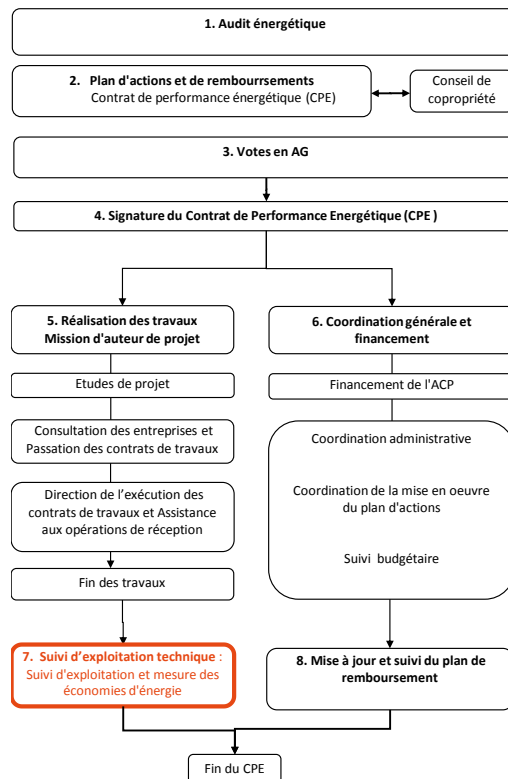 1. Audit énergétique
2. Plan d'actions et de rembourrsements
Contrat de performance énergétique (CPE)
Conseil de
copropriété
3. Votes en AG
4. Signature du Contrat de Performance Energétique (CPE )
5. Réalisation des travaux
Mission d'auteur de projet
6. Coordination générale et
financement
Etudes de projet
Financement de l'ACP
Consultation des entreprises et
Passation des contrats de travaux
Coordination administrative
Direction de l’exécution des
contrats de travaux et Assistance
aux opérations de réception
Coordination de la mise en oeuvre
du plan d'actions
Suivi budgétaire
Fin des travaux
7. Suivi d’exploitation technique :
Suivi d'exploitation et mesure des
économies d'énergie
8. Mise à jour et suivi du plan de
remboursement
Fin du CPE